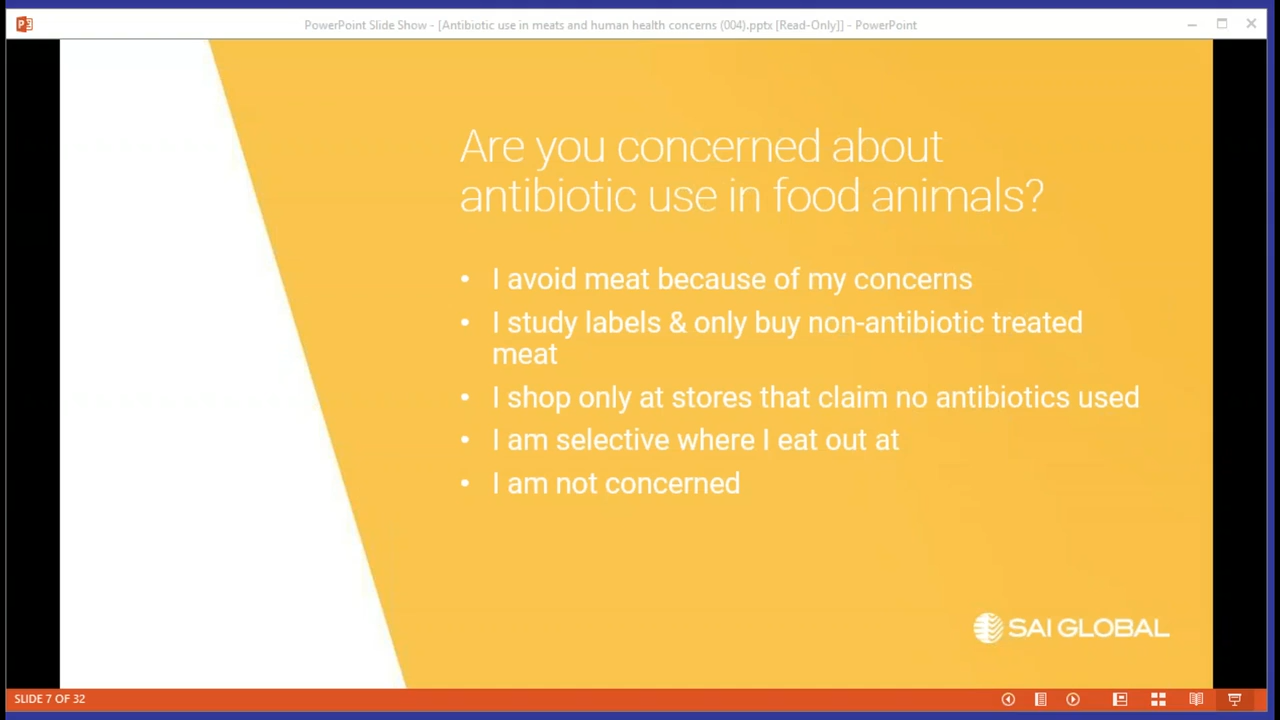 PowerPoint Slide Show - [Antibiotic use in meats and human health concerns (004).pptx [Read-Only]] - PowerPoint
Are you concerned about
antibiotic use in food animals?
• I avoid meat because of my concerns
• I study labels & only buy non-antibiotic treated
meat
• I shop only at stores that claim no antibiotics used
• I am selective where I eat out at
• I am not concerned
SAI GLOBAL
SLIDE 7 OF 32